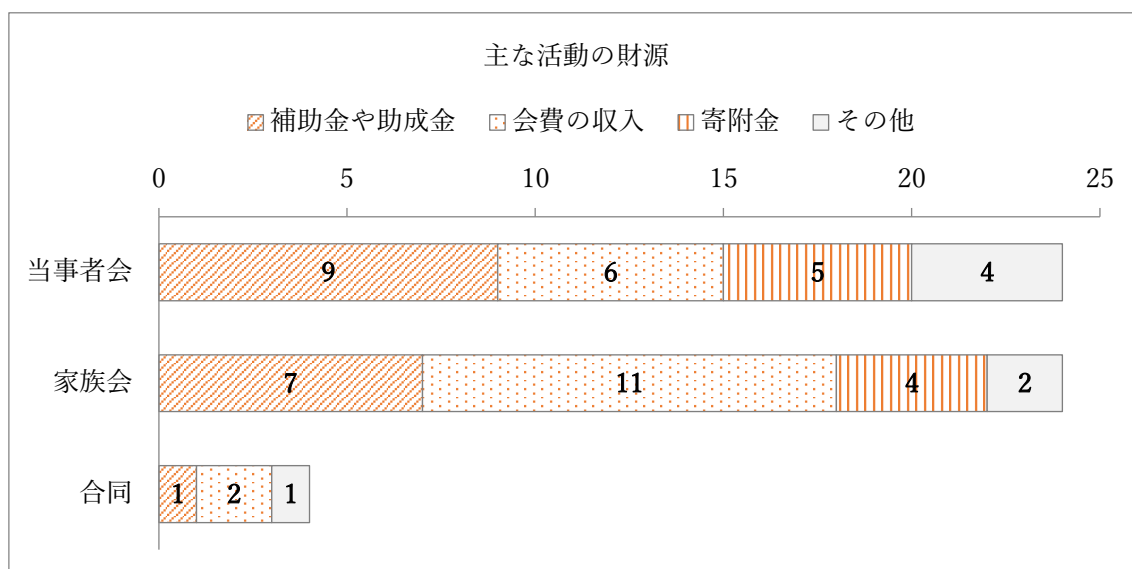 主な活動の財源
補助金や助成金 会費の収入 寄附金 その他
0 5 10 15 20 25
当事者会 9 6 5 4
家族会 7 11 4 2
合同 1 2 1